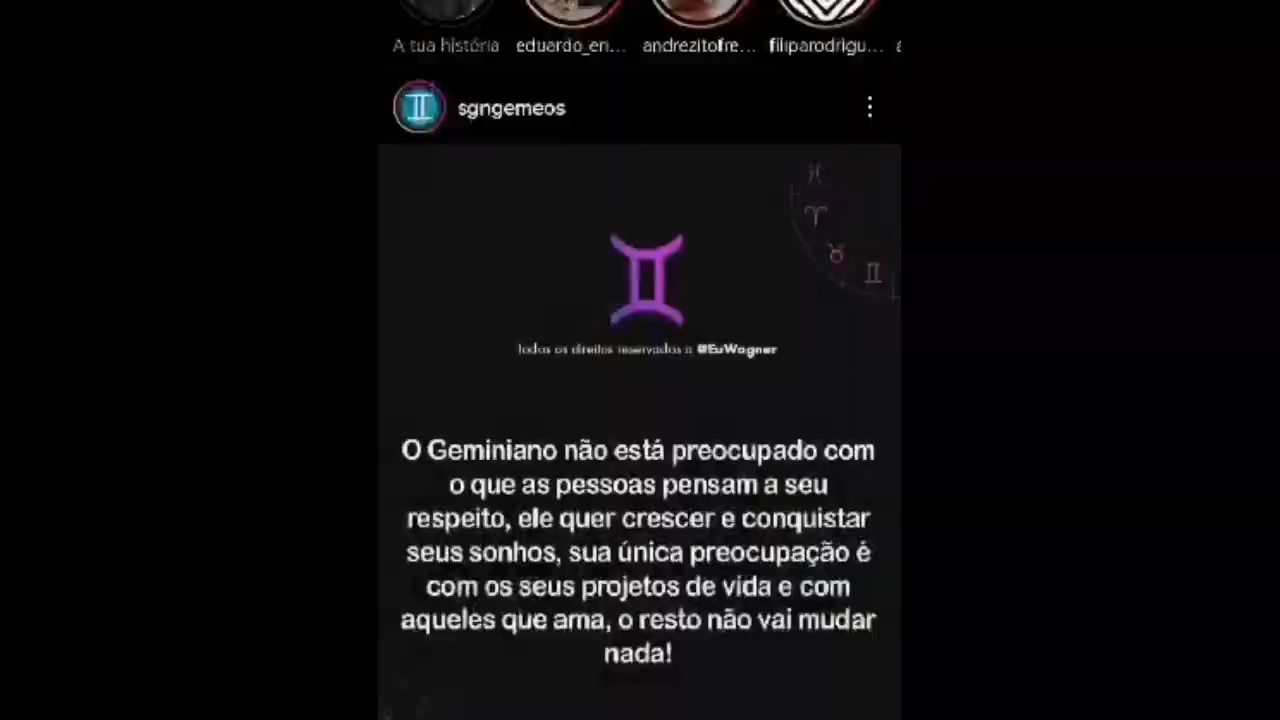 A tua história eduardo_en... andrezitofre... filiparodrigu...
sgngemeos
Todos os direitos reservados a @EuWagner
O Geminiano não está preocupado com
o que as pessoas pensam a seu
respeito, ele quer crescer e conquistar
seus sonhos, sua única preocupação é
com os seus projetos de vida e com
aqueles que ama, o resto não vai mudar
nada!